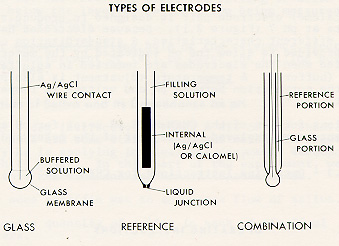 TYPES OF ELECTRODES
Ag/AgCl
WIRE CONTACT
BUFFERED
SOLUTION
GLASS
MEMBRANE
GLASS
FILLING
SOLUTION
INTERNAL
(Ag/AgCl
OR CALOMEL)
LIQUID
JUNCTION
REFERENCE
REFERENCE
PORTION
GLASS
PORTION
COMBINATION